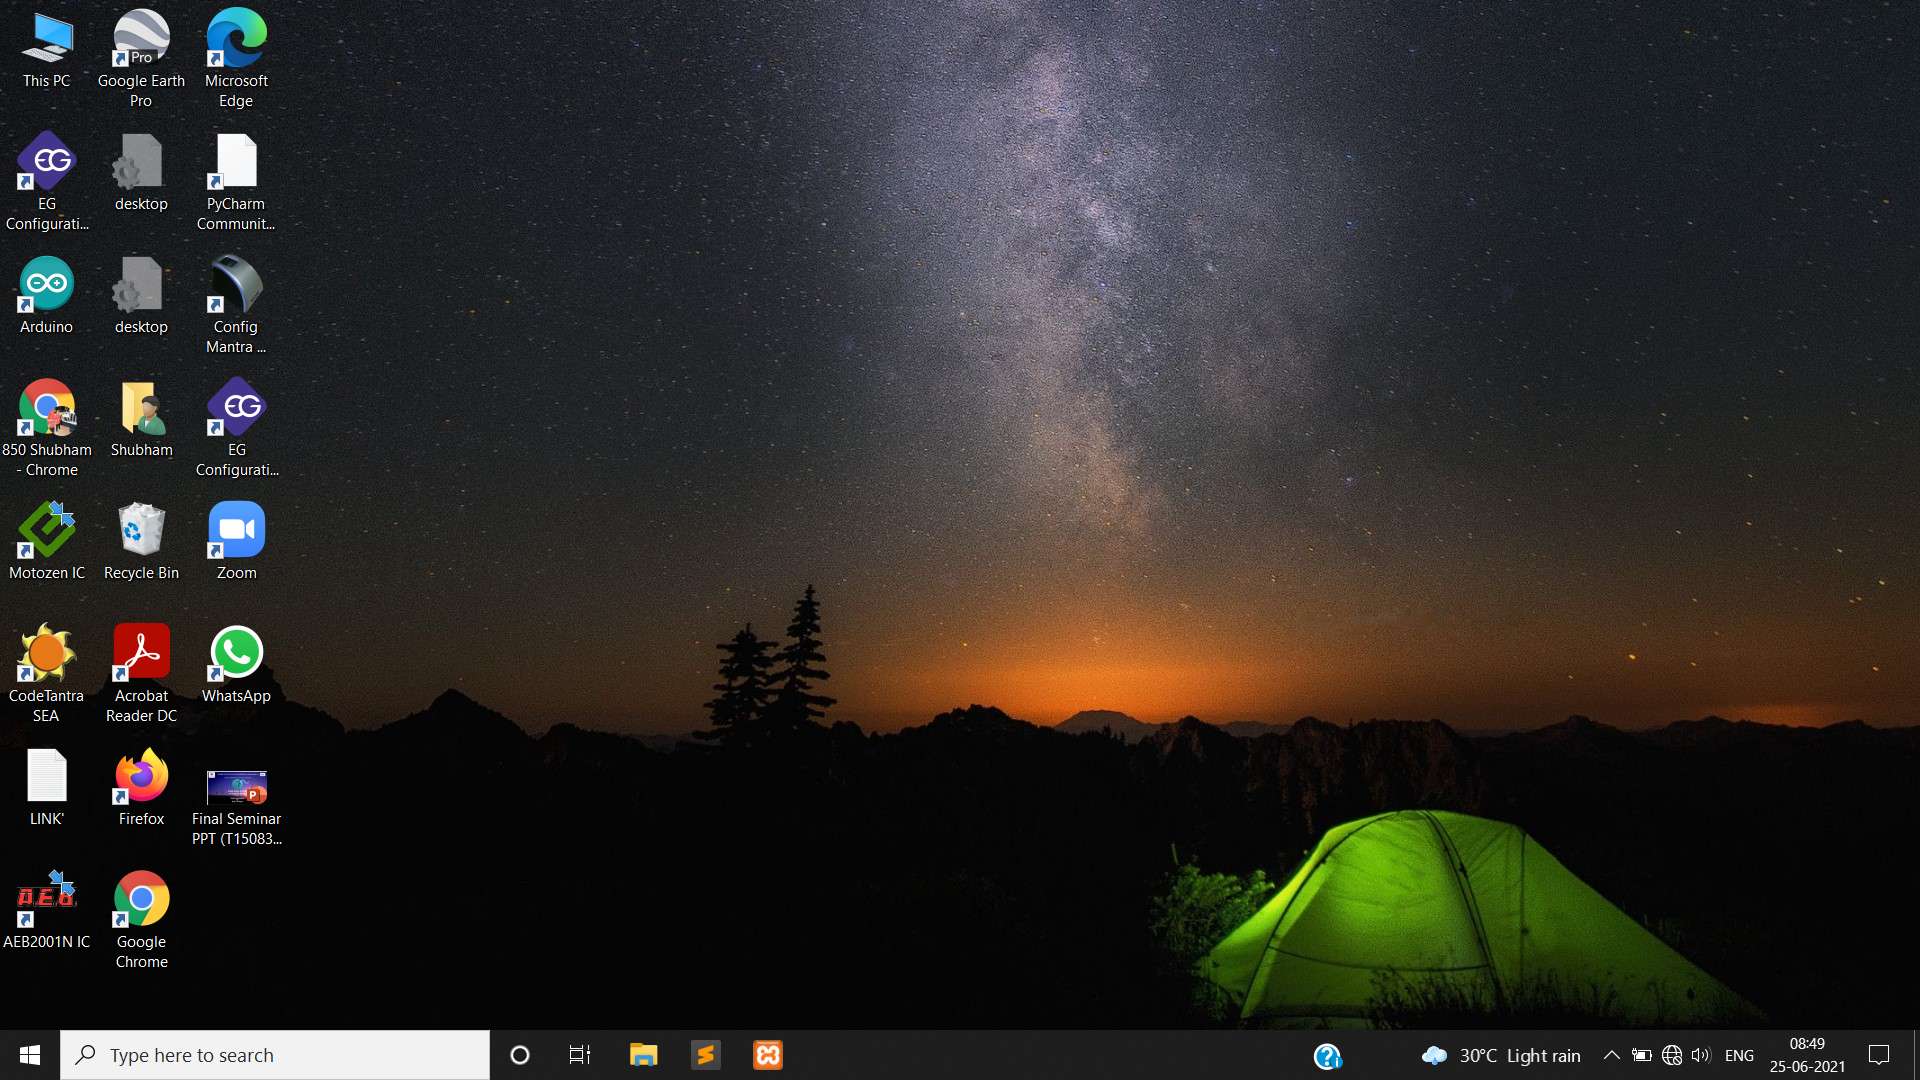 This PC
Pro
Google Earth
Pro
Microsoft
Edge
EG
EG
Configurati...
desktop
PyCharm
Communit...
Arduino
desktop
Config
Mantra ...
850 Shubham
- Chrome
Shubham
EG
EG
Configurati...
Motozen IC
Recycle Bin
Zoom
CodeTantra
SEA
Acrobat
Reader DC
WhatsApp
LINK'
Firefox
P
Final Seminar
PPT (T15083...
A.E.B.
AEB2001N IC
Google
Chrome
Type here to search
30°C Light rain
ENG
08:49
25-06-2021